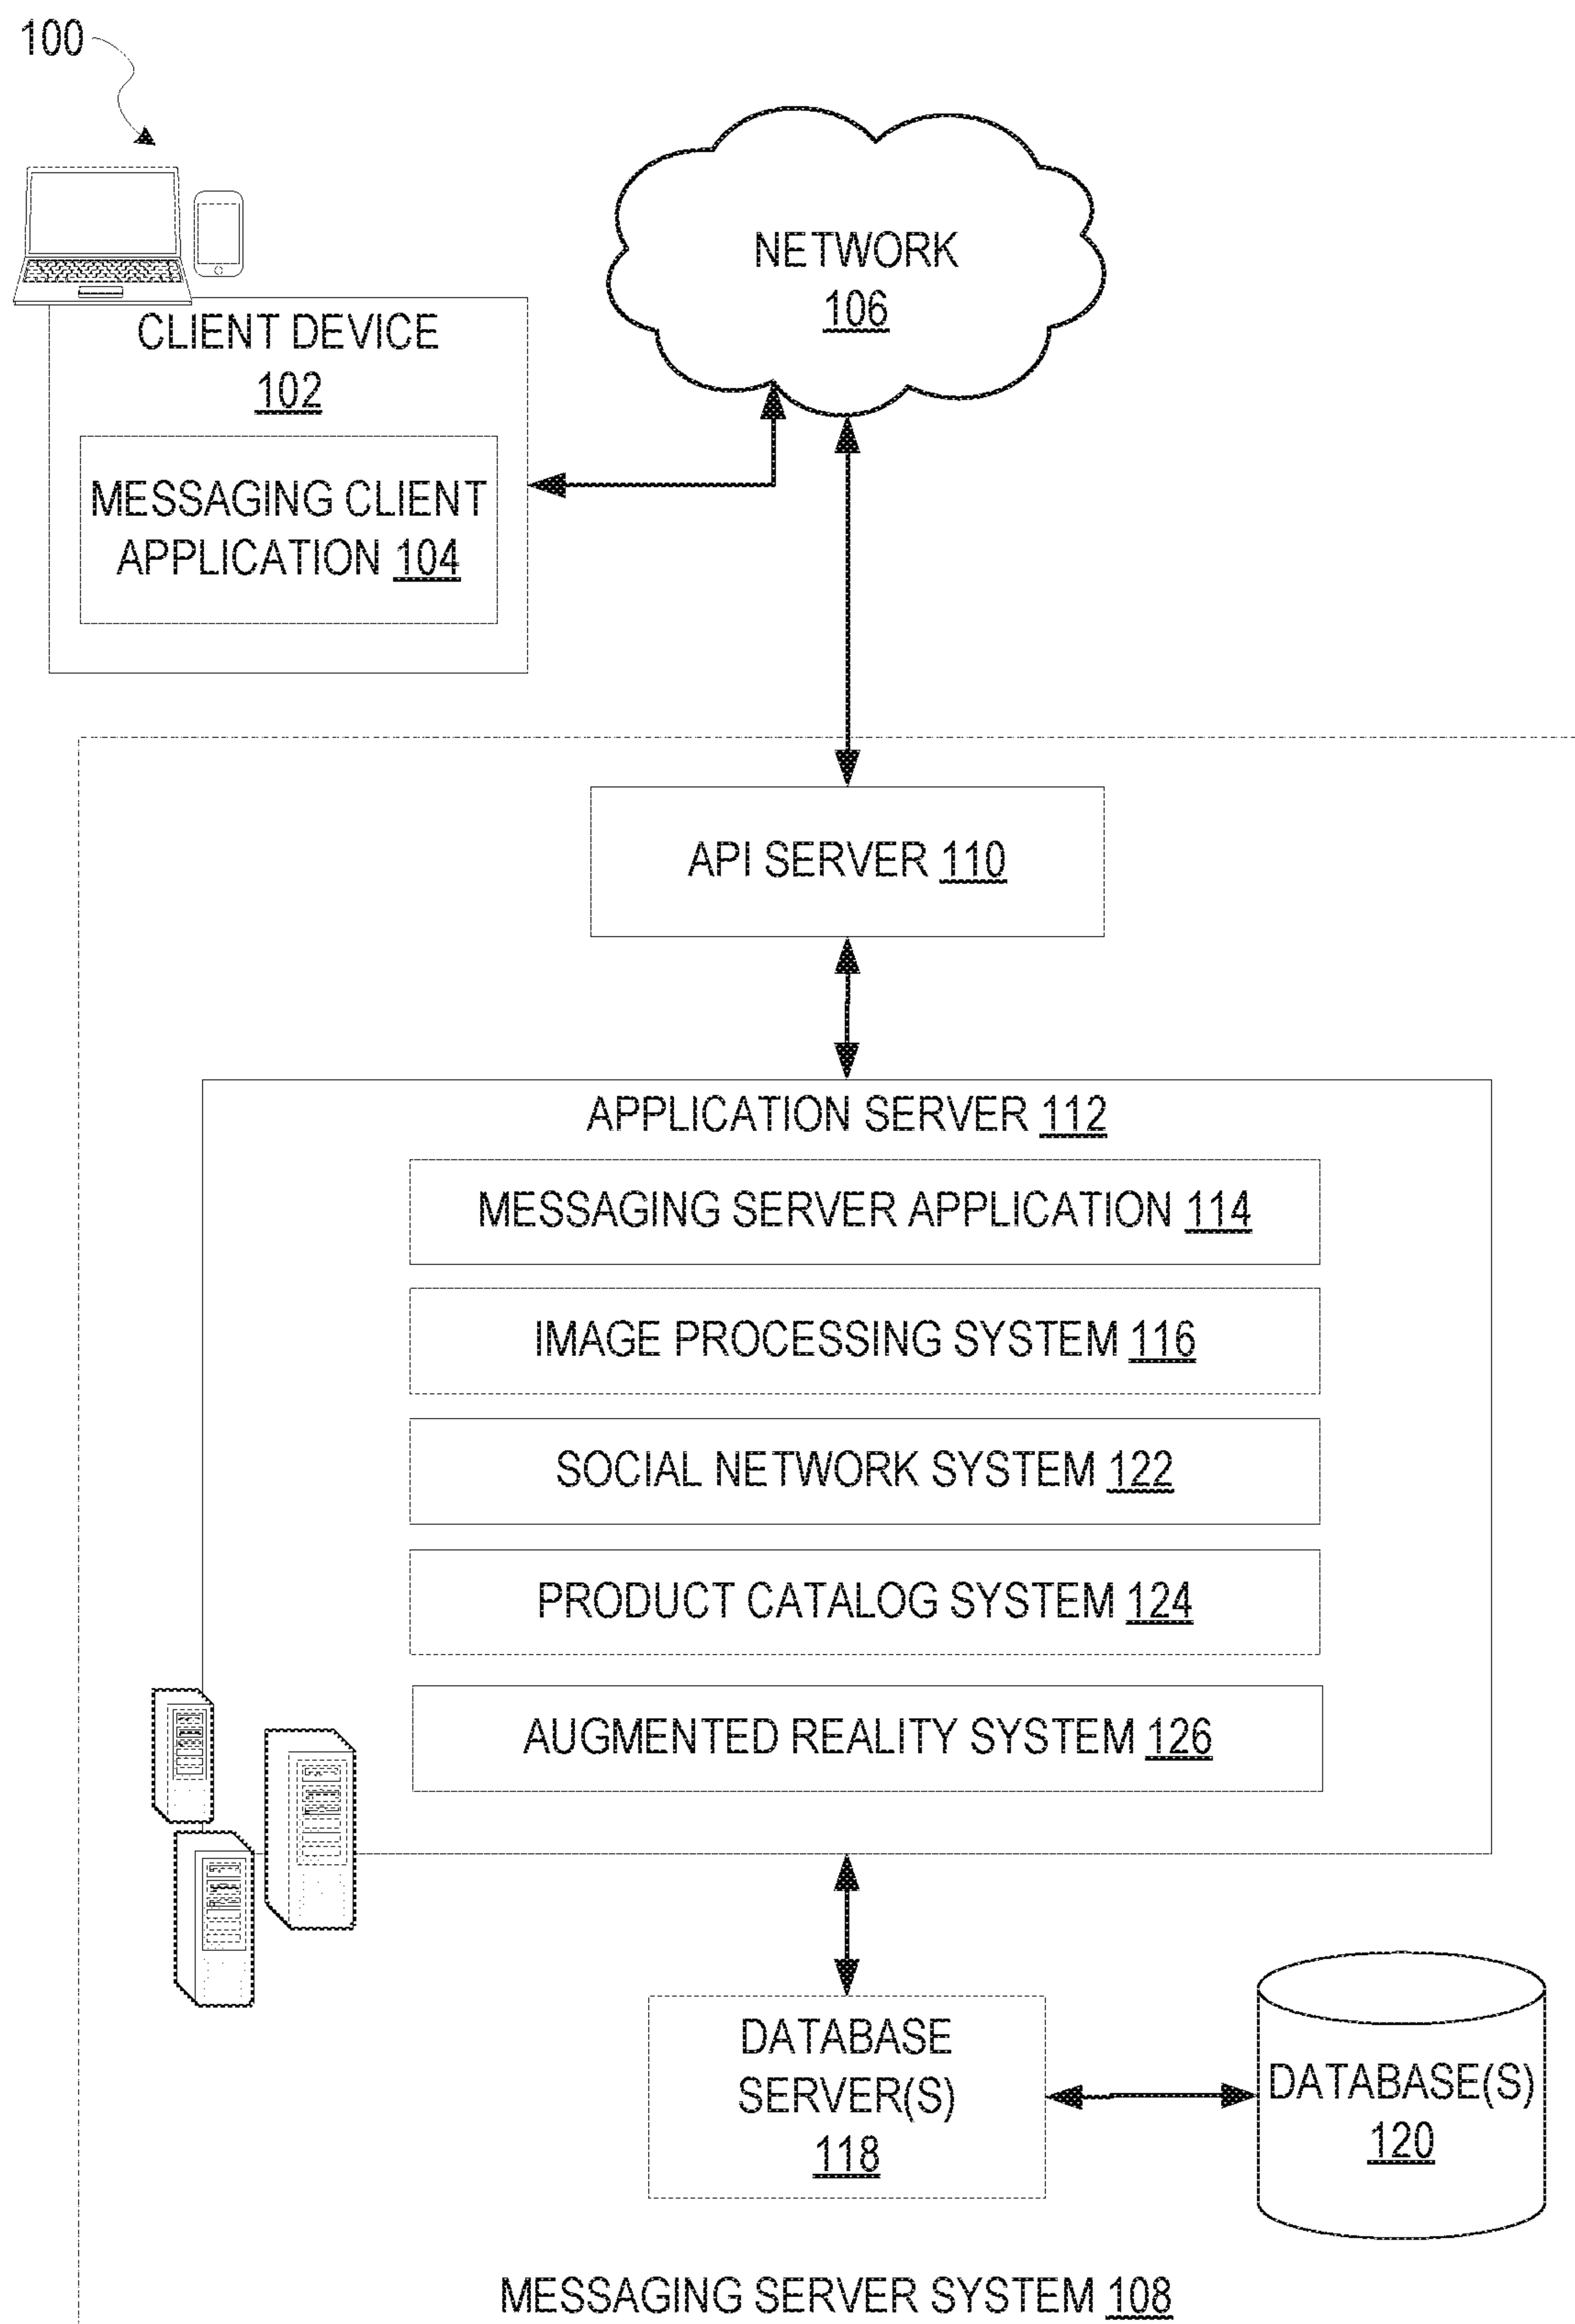 100
NETWORK
106
CLIENT DEVICE
102
MESSAGING CLIENT
APPLICATION 104
API SERVER 110
APPLICATION SERVER 112
MESSAGING SERVER APPLICATION 114
IMAGE PROCESSING SYSTEM 116
SOCIAL NETWORK SYSTEM 122
PRODUCT CATALOG SYSTEM 124
AUGMENTED REALITY SYSTEM 126
DATABASE
SERVER(S)
118
DATABASE(S)
120
MESSAGING SERVER SYSTEM 108